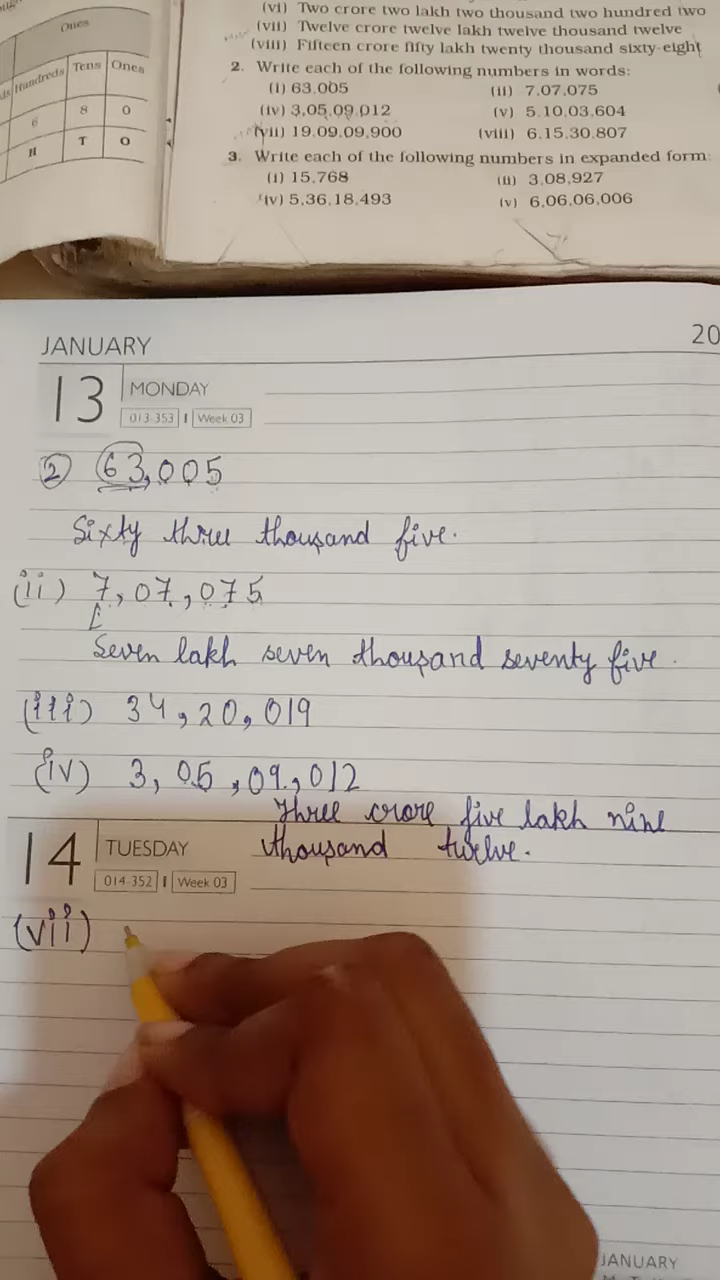 Ones
Hundreds Tens Ones
6 8 0
H T O
(vi) Two crore two lakh two thousand two hundred two
(vii) Twelve crore twelve lakh twelve thousand twelve
(viii) Fifteen crore fifty lakh twenty thousand sixty-eight
2. Write each of the following numbers in words:
(i) 63,005 (ii) 7,07,075
(iv) 3,05,09,012 (v) 5,10,03,604
(vii) 19,09,09,900 (viii) 6,15,30,807
3. Write each of the following numbers in expanded form:
(i) 15,768 (ii) 3,08,927
(iv) 5,36,18,493 (v) 6,06,06,006
JANUARY 20
13 MONDAY
013-353 Week 03
2 63,005
Sixty three thousand five.
(ii) 7,07,075
Seven lakh seven thousand seventy five.
(iii) 34,20,019
(iv) 3,05,09,012
Three crore five lakh nine
14 TUESDAY thousand twelve.
014-352 Week 03
(vii)
JANUARY